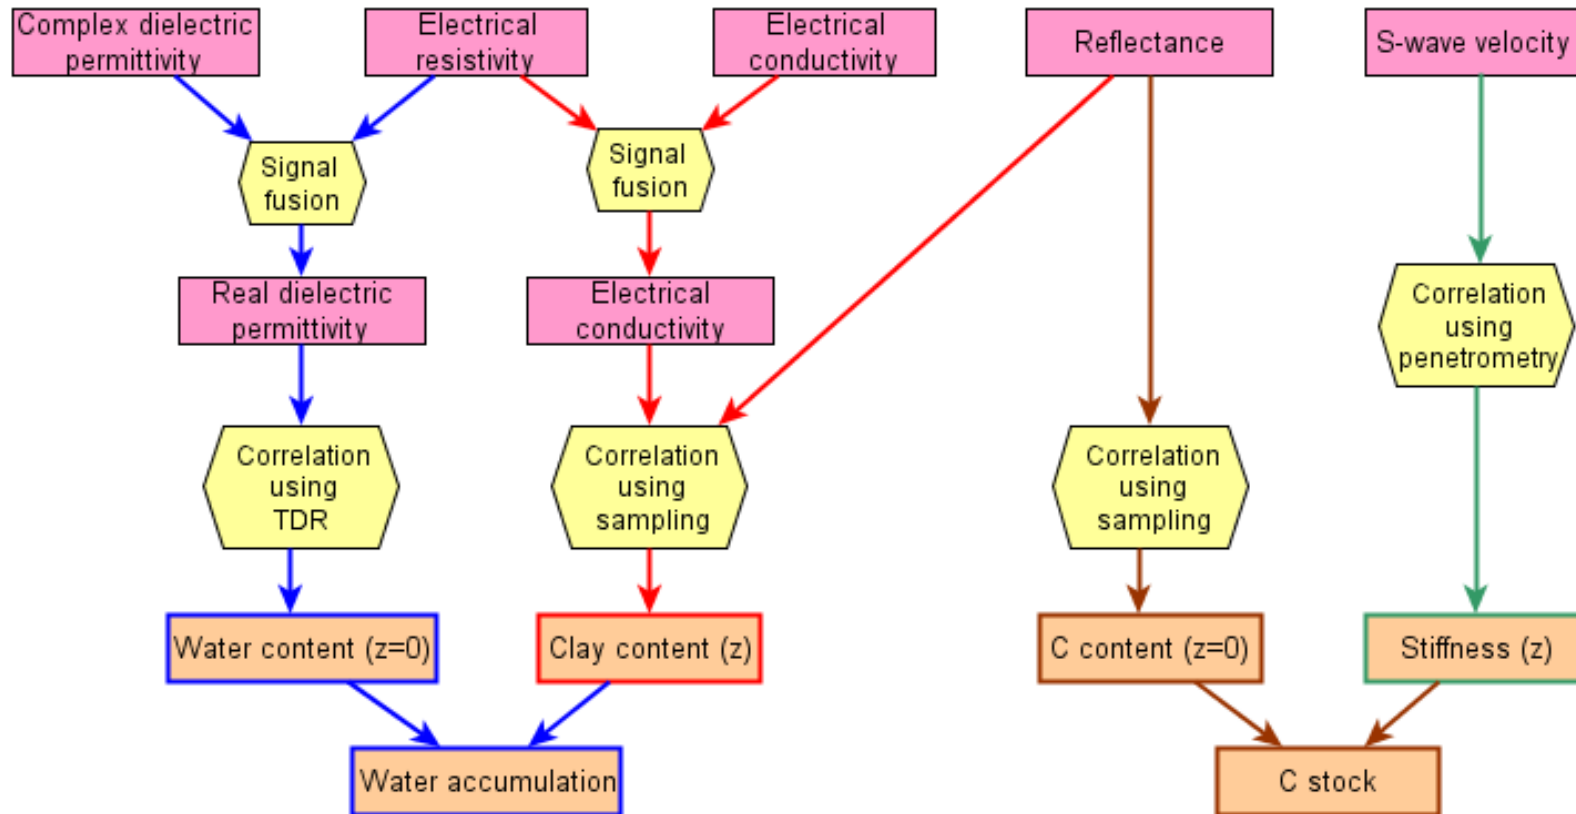 Complex dielectric
permittivity
Electrical
resistivity
Electrical
conductivity
Reflectance
S-wave velocity
Signal
fusion
Signal
fusion
Real dielectric
permittivity
Electrical
conductivity
Correlation
using
penetrometry
Correlation
using
TDR
Correlation
using
sampling
Correlation
using
sampling
Water content (z=0)
Clay content (z)
C content (z=0)
Stiffness (z)
Water accumulation
C stock